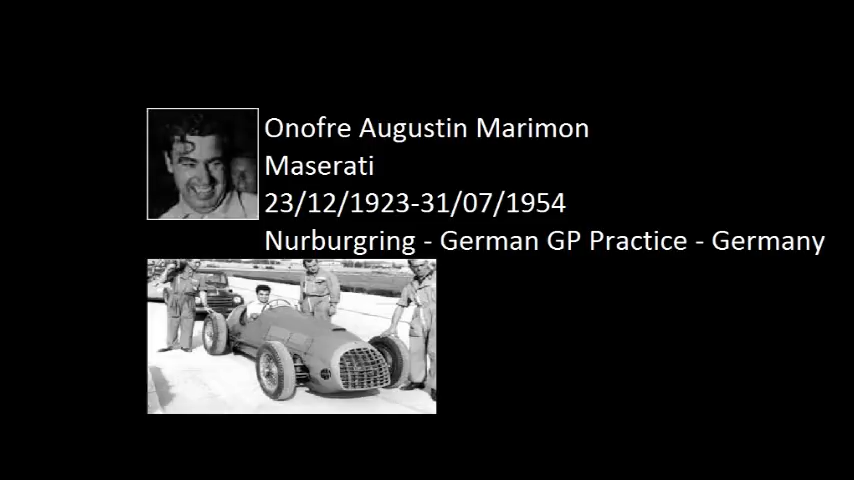 Onofre Augustin Marimon
Maserati
23/12/1923-31/07/1954
Nurburgring - German GP Practice - Germany